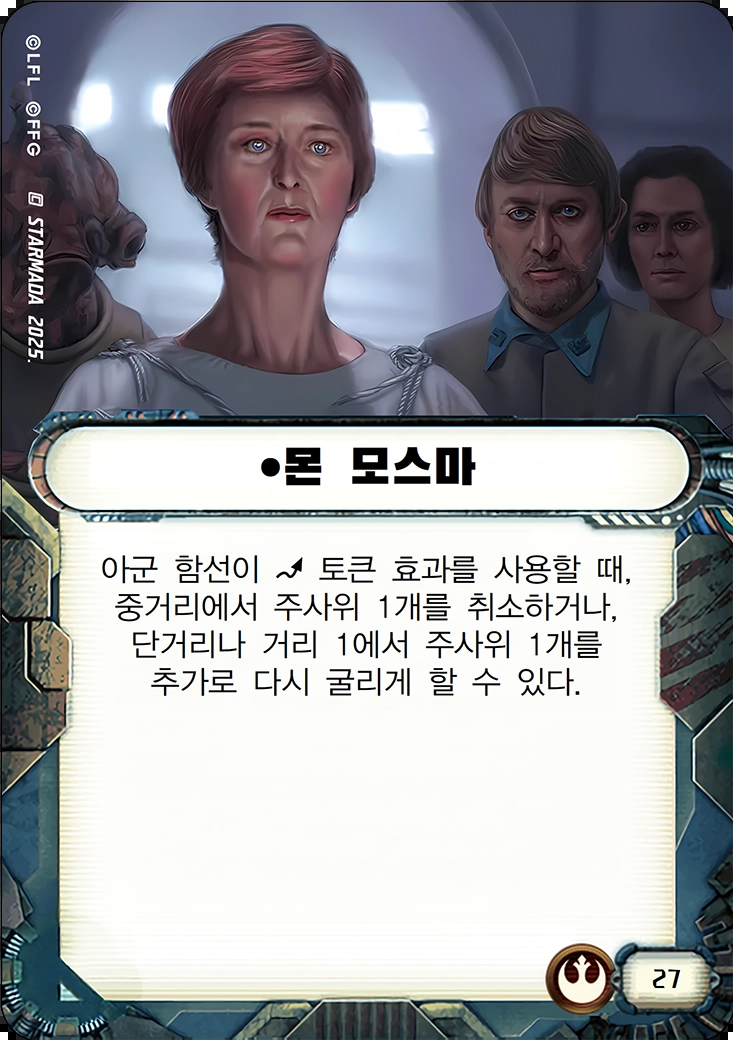 ©LFL ©FFG © STARMADA 2025.
•몬 모스마
아군 함선이 토큰 효과를 사용할 때,
중거리에서 주사위 1개를 취소하거나,
단거리나 거리 1에서 주사위 1개를
추가로 다시 굴리게 할 수 있다.
27